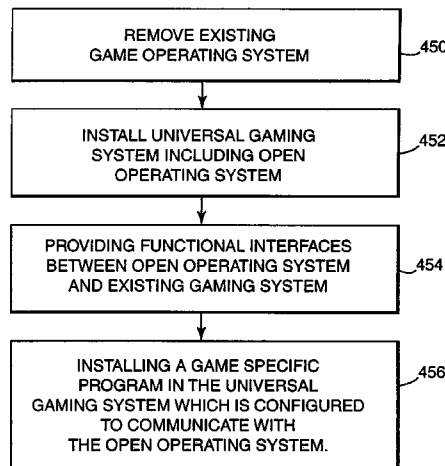 REMOVE EXISTING
GAME OPERATING SYSTEM
450
INSTALL UNIVERSAL GAMING
SYSTEM INCLUDING OPEN
OPERATING SYSTEM
452
PROVIDING FUNCTIONAL INTERFACES
BETWEEN OPEN OPERATING SYSTEM
AND EXISTING GAMING SYSTEM
454
INSTALLING A GAME SPECIFIC
PROGRAM IN THE UNIVERSAL
GAMING SYSTEM WHICH IS CONFIGURED
TO COMMUNICATE WITH
THE OPEN OPERATING SYSTEM.
456